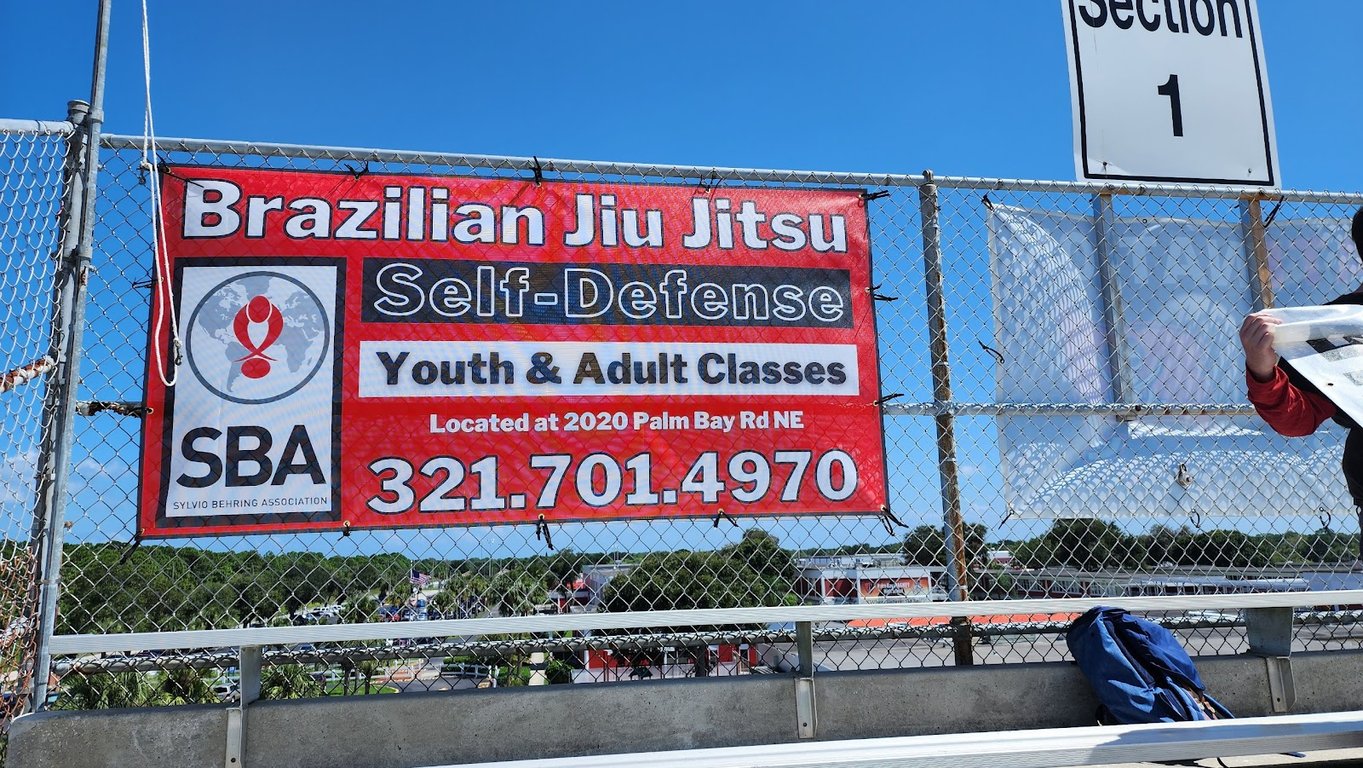 Section
1
Brazilian Jiu Jitsu
Self-Defense
Youth & Adult Classes
Located at 2020 Palm Bay Rd NE
321.701.4970
SBA
SYLVIO BEHRING ASSOCIATION